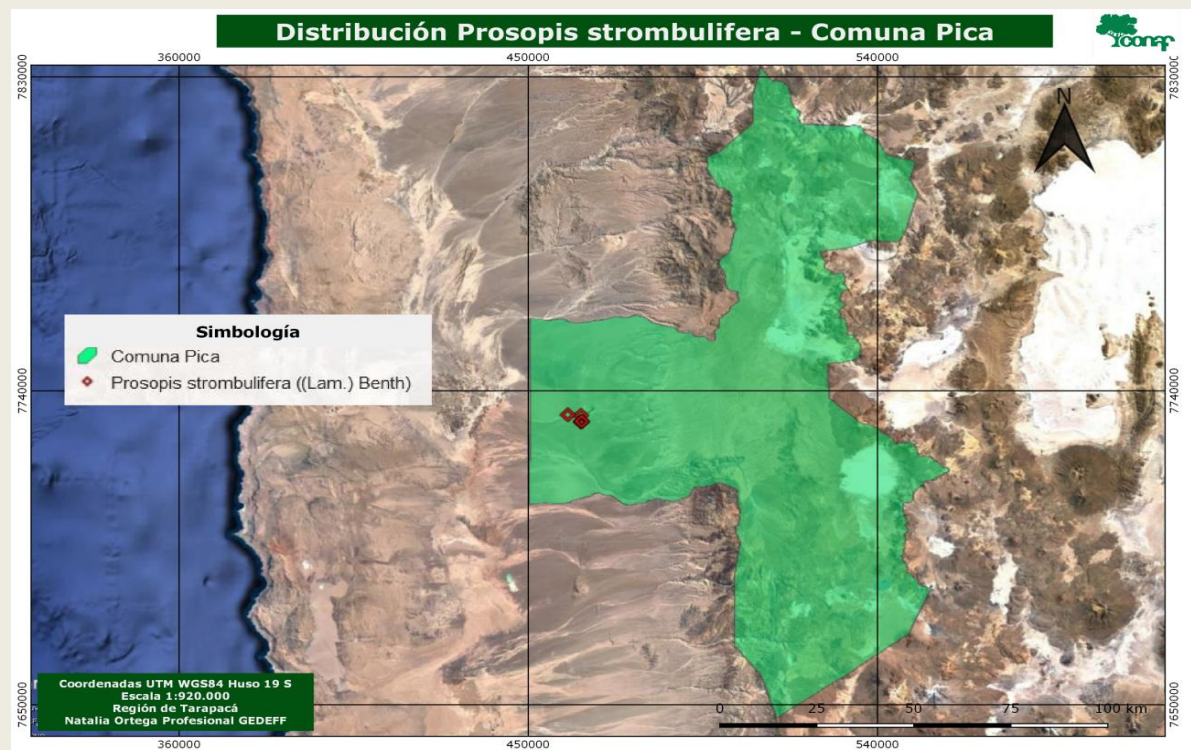 Distribución Prosopis strombulifera - Comuna Pica
conaf
360000 450000 540000
7830000 7830000
N
Simbología
Comuna Pica
Prosopis strombulifera ((Lam.) Benth)
7740000 7740000
Coordenadas UTM WGS84 Huso 19 S
Escala 1:920.000
Región de Tarapacá
Natalia Ortega Profesional GEDEFF
0 25 50 75 100 km
7650000 7650000
360000 450000 540000